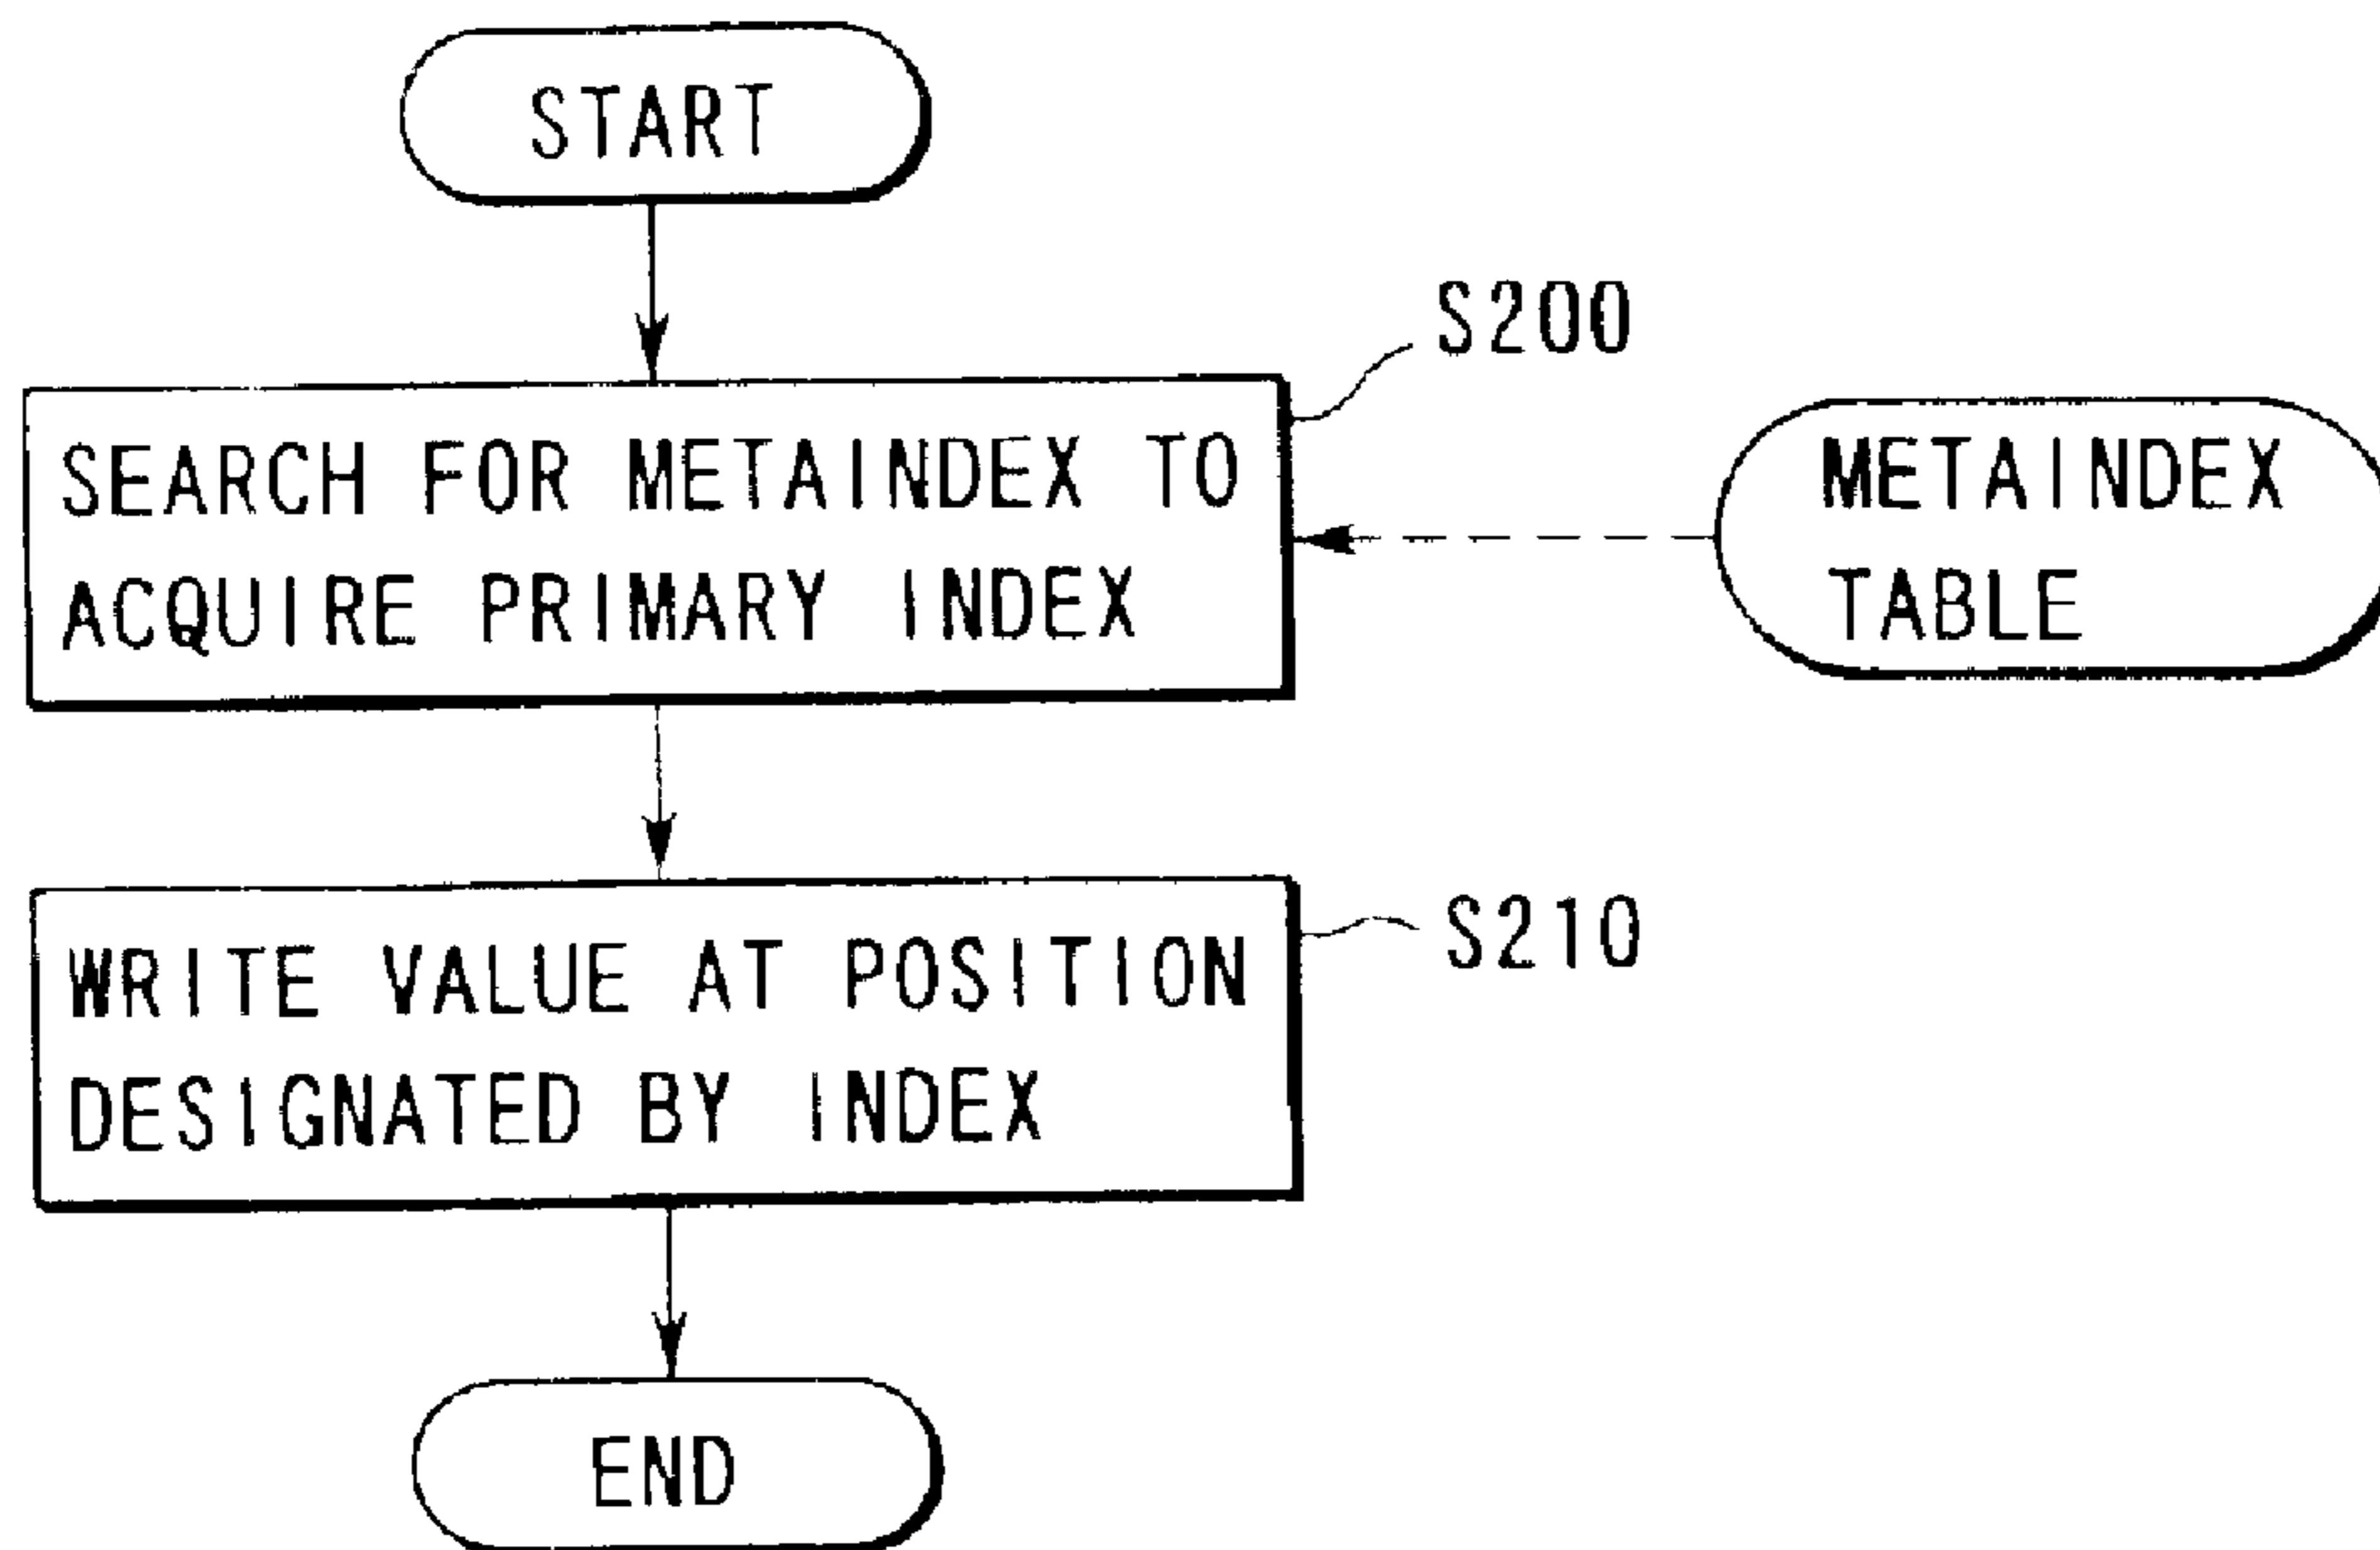 START
S200
SEARCH FOR METAINDEX TO
ACQUIRE PRIMARY INDEX
METAINDEX
TABLE
S210
WRITE VALUE AT POSITION
DESIGNATED BY INDEX
END